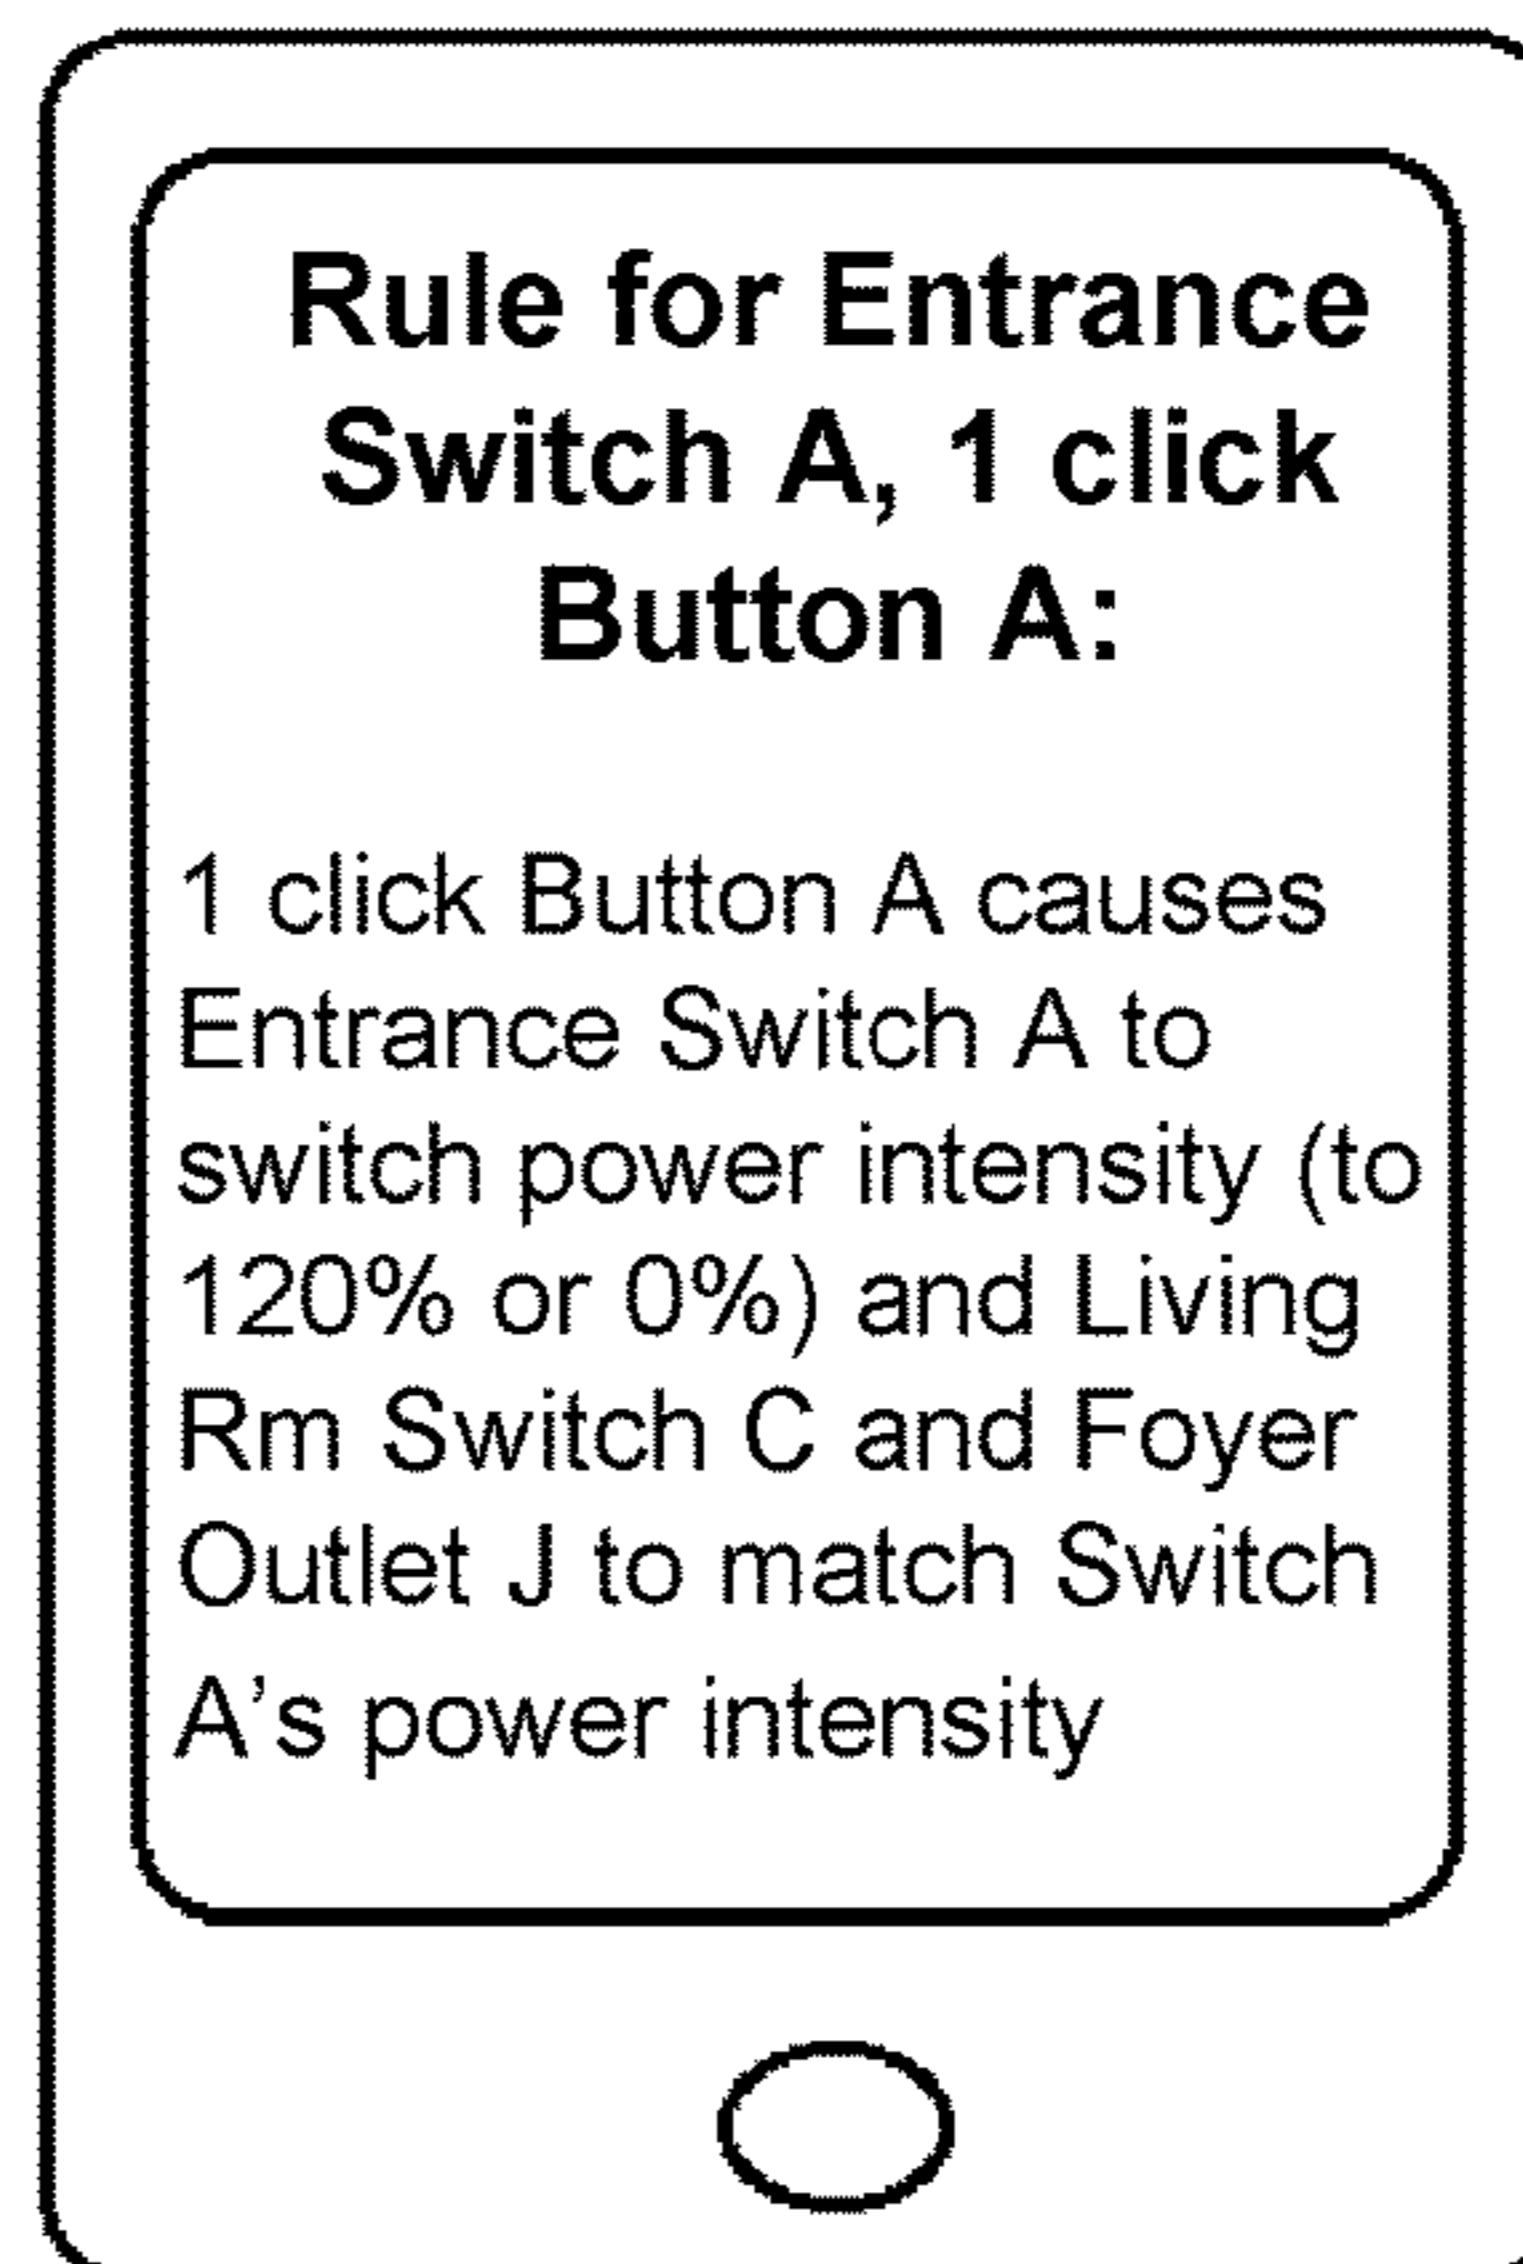 Rule for Entrance
Switch A, 1 click
Button A:
1 click Button A causes
Entrance Switch A to
switch power intensity (to
120% or 0%) and Living
Rm Switch C and Foyer
Outlet J to match Switch
A’s power intensity